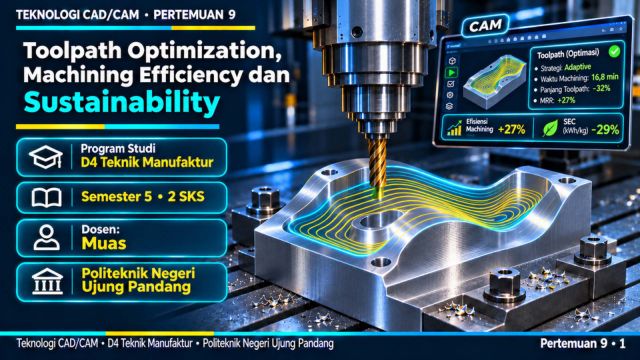 TEKNOLOGI CAD/CAM • PERTEMUAN 9
Toolpath Optimization,
Machining Efficiency dan
Sustainability
Program Studi
D4 Teknik Manufaktur
Semester 5 • 2 SKS
Dosen:
Muas
Politeknik Negeri
Ujung Pandang
CAM
Toolpath (Optimasi)
Strategi: Adaptive
Waktu Machining: 16,8 min
Panjang Toolpath: -32%
MRR: +27%
Efisiensi
Machining
+27%
SEC
(kWh/kg)
-29%
Teknologi CAD/CAM • D4 Teknik Manufaktur • Politeknik Negeri Ujung Pandang
Pertemuan 9 • 1